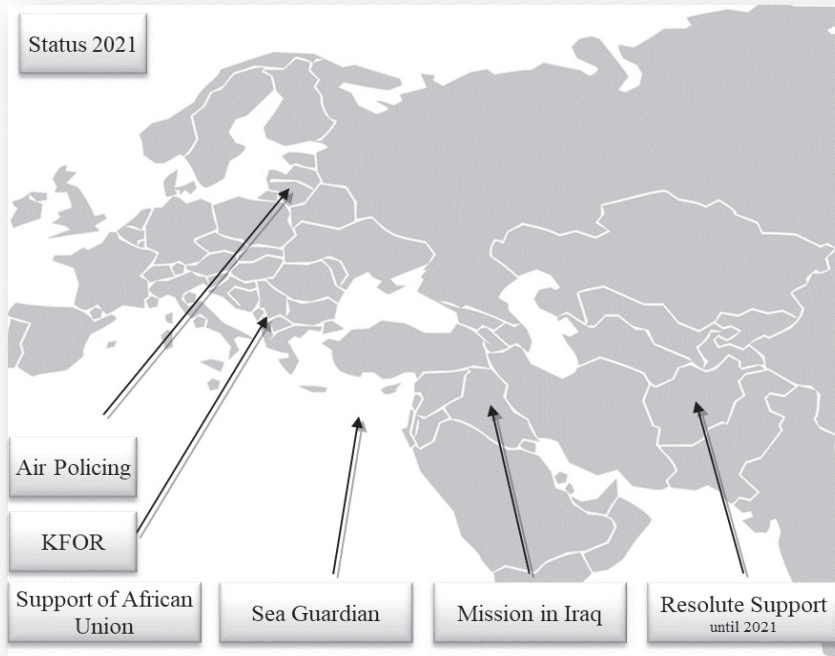 Status 2021
Air Policing
KFOR
Support of African
Union
Sea Guardian
Mission in Iraq
Resolute Support
until 2021